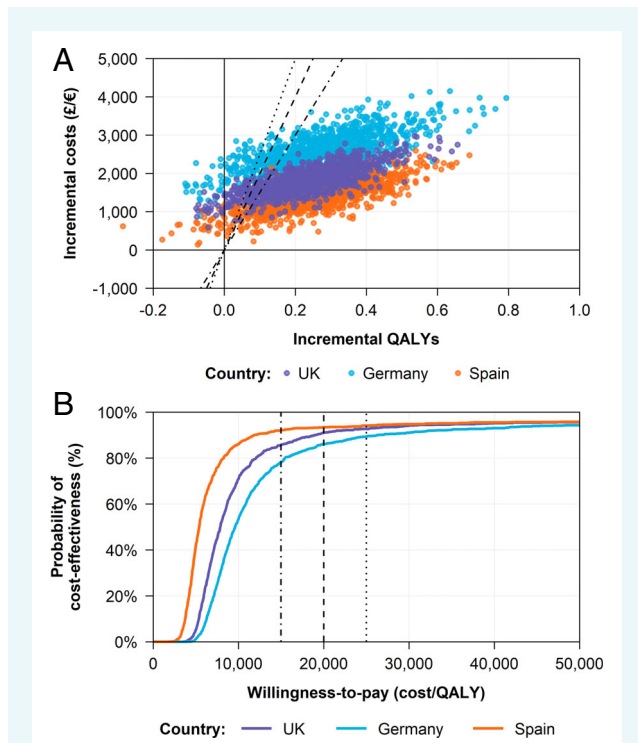 A
Incremental costs (£/€)
5,000
4,000
3,000
2,000
1,000
0
-1,000
-0.2
0.0
0.2
0.4
0.6
0.8
1.0
Incremental QALYs
Country: UK Germany Spain
B
Probability of
cost-effectiveness (%)
100%
80%
60%
40%
20%
0%
0
10,000
20,000
30,000
40,000
50,000
Willingness-to-pay (cost/QALY)
Country: UK Germany Spain